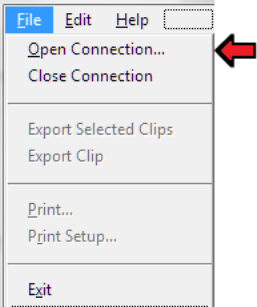 File Edit Help
Open Connection...
Close Connection
Export Selected Clips
Export Clip
Print...
Print Setup...
Exit